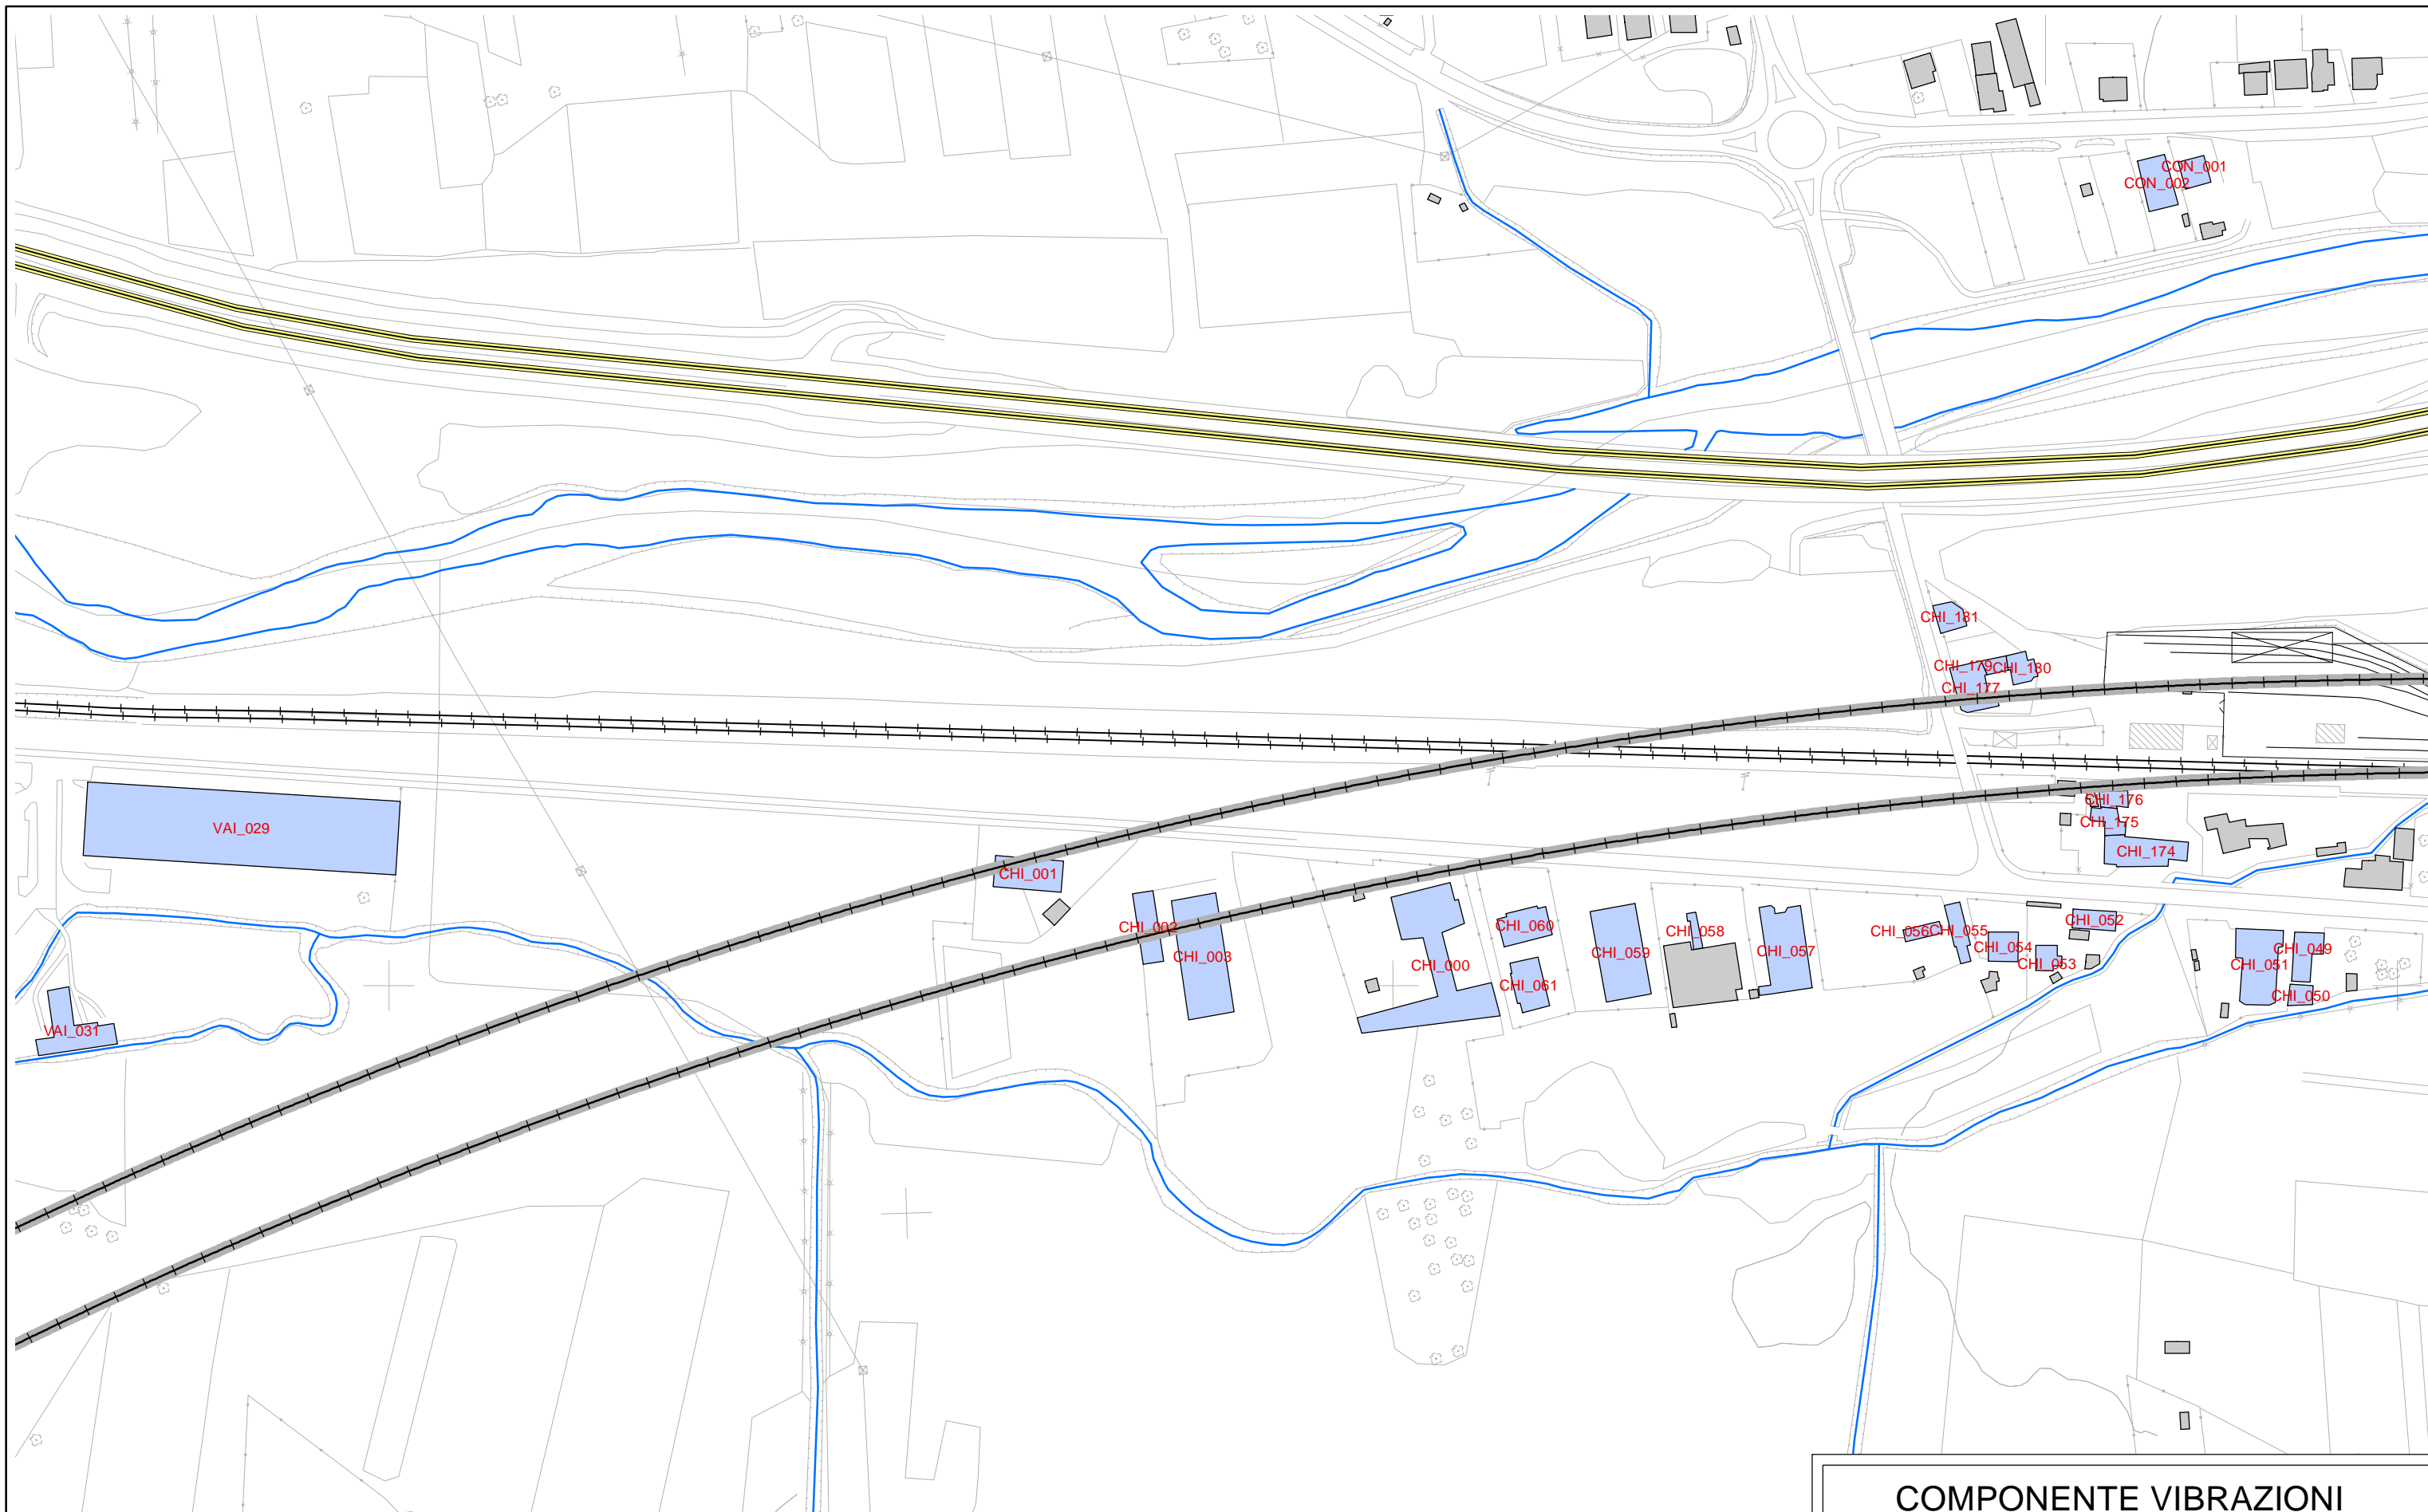 CON_001
CON_002
CHI_181
CHI_179
CHI_180
CHI_177
CHI_176
CHI_175
CHI_174
VAI_029
CHI_001
CHI_002
CHI_003
CHI_000
CHI_060
CHI_061
CHI_059
CHI_058
CHI_057
CHI_056
CHI_055
CHI_054
CHI_053
CHI_052
CHI_051
CHI_049
CHI_050
VAI_031
COMPONENTE VIBRAZIONI